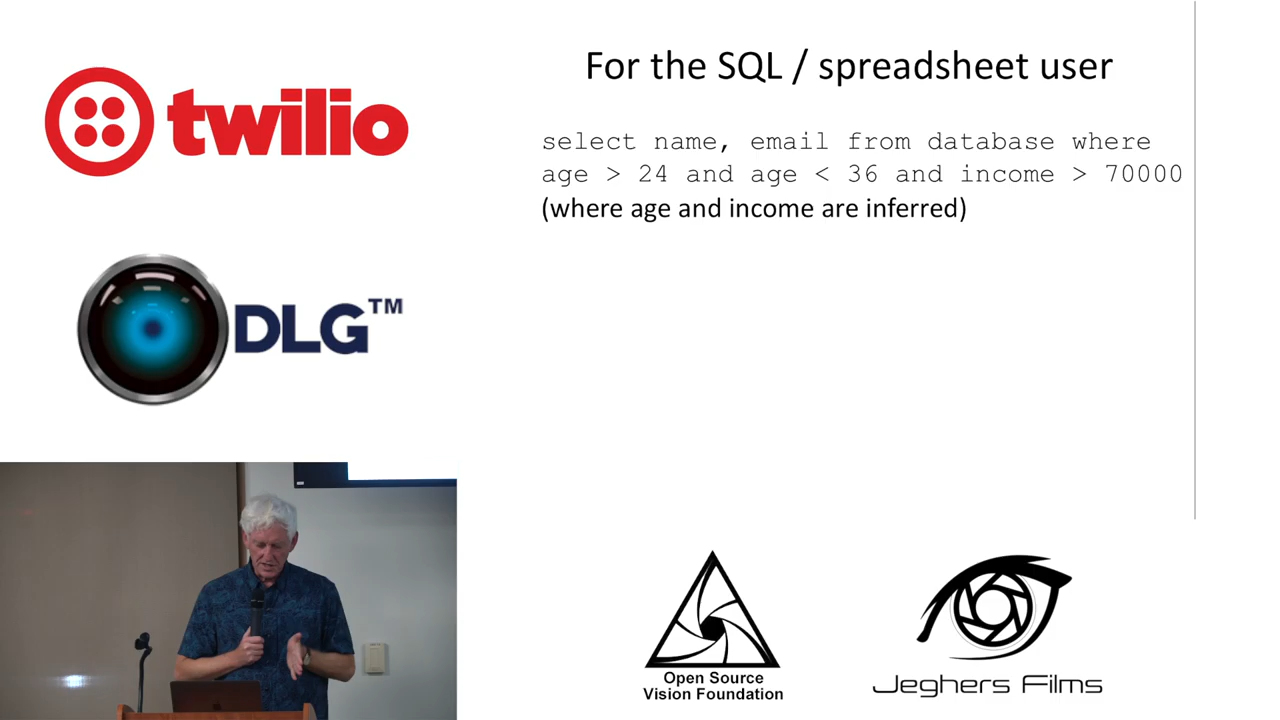 twilio
DLG™
For the SQL / spreadsheet user
select name, email from database where
age > 24 and age < 36 and income > 70000
(where age and income are inferred)
Open Source
Vision Foundation
Jeghers Films